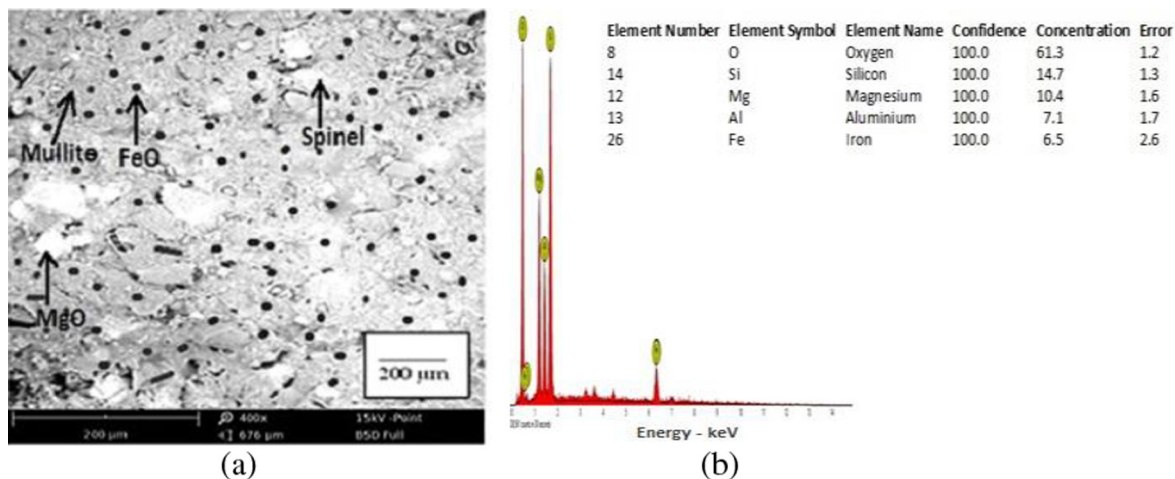 Mullite
FeO
Spinel
MgO
200 µm
200 µm
400x
676 µm
15kV -Point
BSD Full
(a)
Element Number Element Symbol Element Name Confidence Concentration Error
8 O Oxygen 100.0 61.3 1.2
14 Si Silicon 100.0 14.7 1.3
12 Mg Magnesium 100.0 10.4 1.6
13 Al Aluminium 100.0 7.1 1.7
26 Fe Iron 100.0 6.5 2.6
Energy - keV
(b)